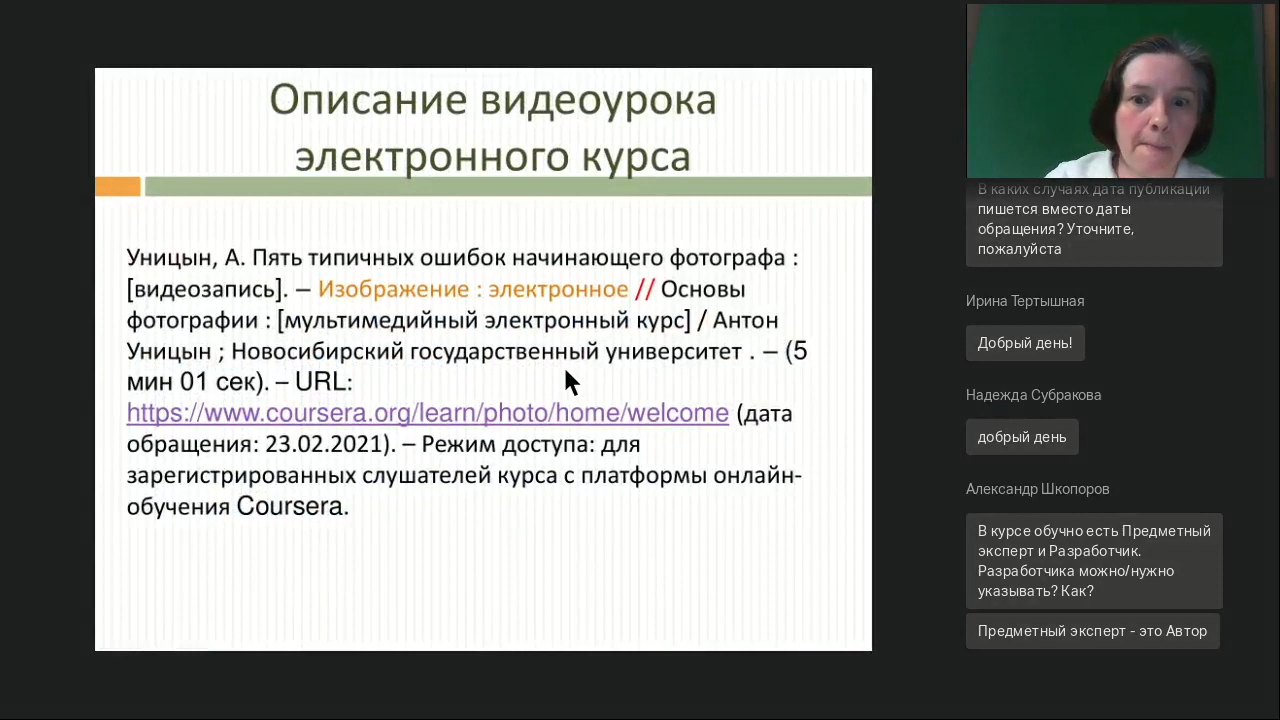 Описание видеоурока
электронного курса
Уницын, А. Пять типичных ошибок начинающего фотографа :
[видеозапись]. – Изображение : электронное // Основы
фотографии : [мультимедийный электронный курс] / Антон
Уницын ; Новосибирский государственный университет . – (5
мин 01 сек). – URL:
https://www.coursera.org/learn/photo/home/welcome (дата
обращения: 23.02.2021). – Режим доступа: для
зарегистрированных слушателей курса с платформы онлайн-
обучения Coursera.
В каких случаях дата публикации
пишется вместо даты
обращения? Уточните,
пожалуйста
Ирина Тертышная
Добрый день!
Надежда Субракова
добрый день
Александр Шкопоров
В курсе обучно есть Предметный
эксперт и Разработчик.
Разработчика можно/нужно
указывать? Как?
Предметный эксперт - это Автор